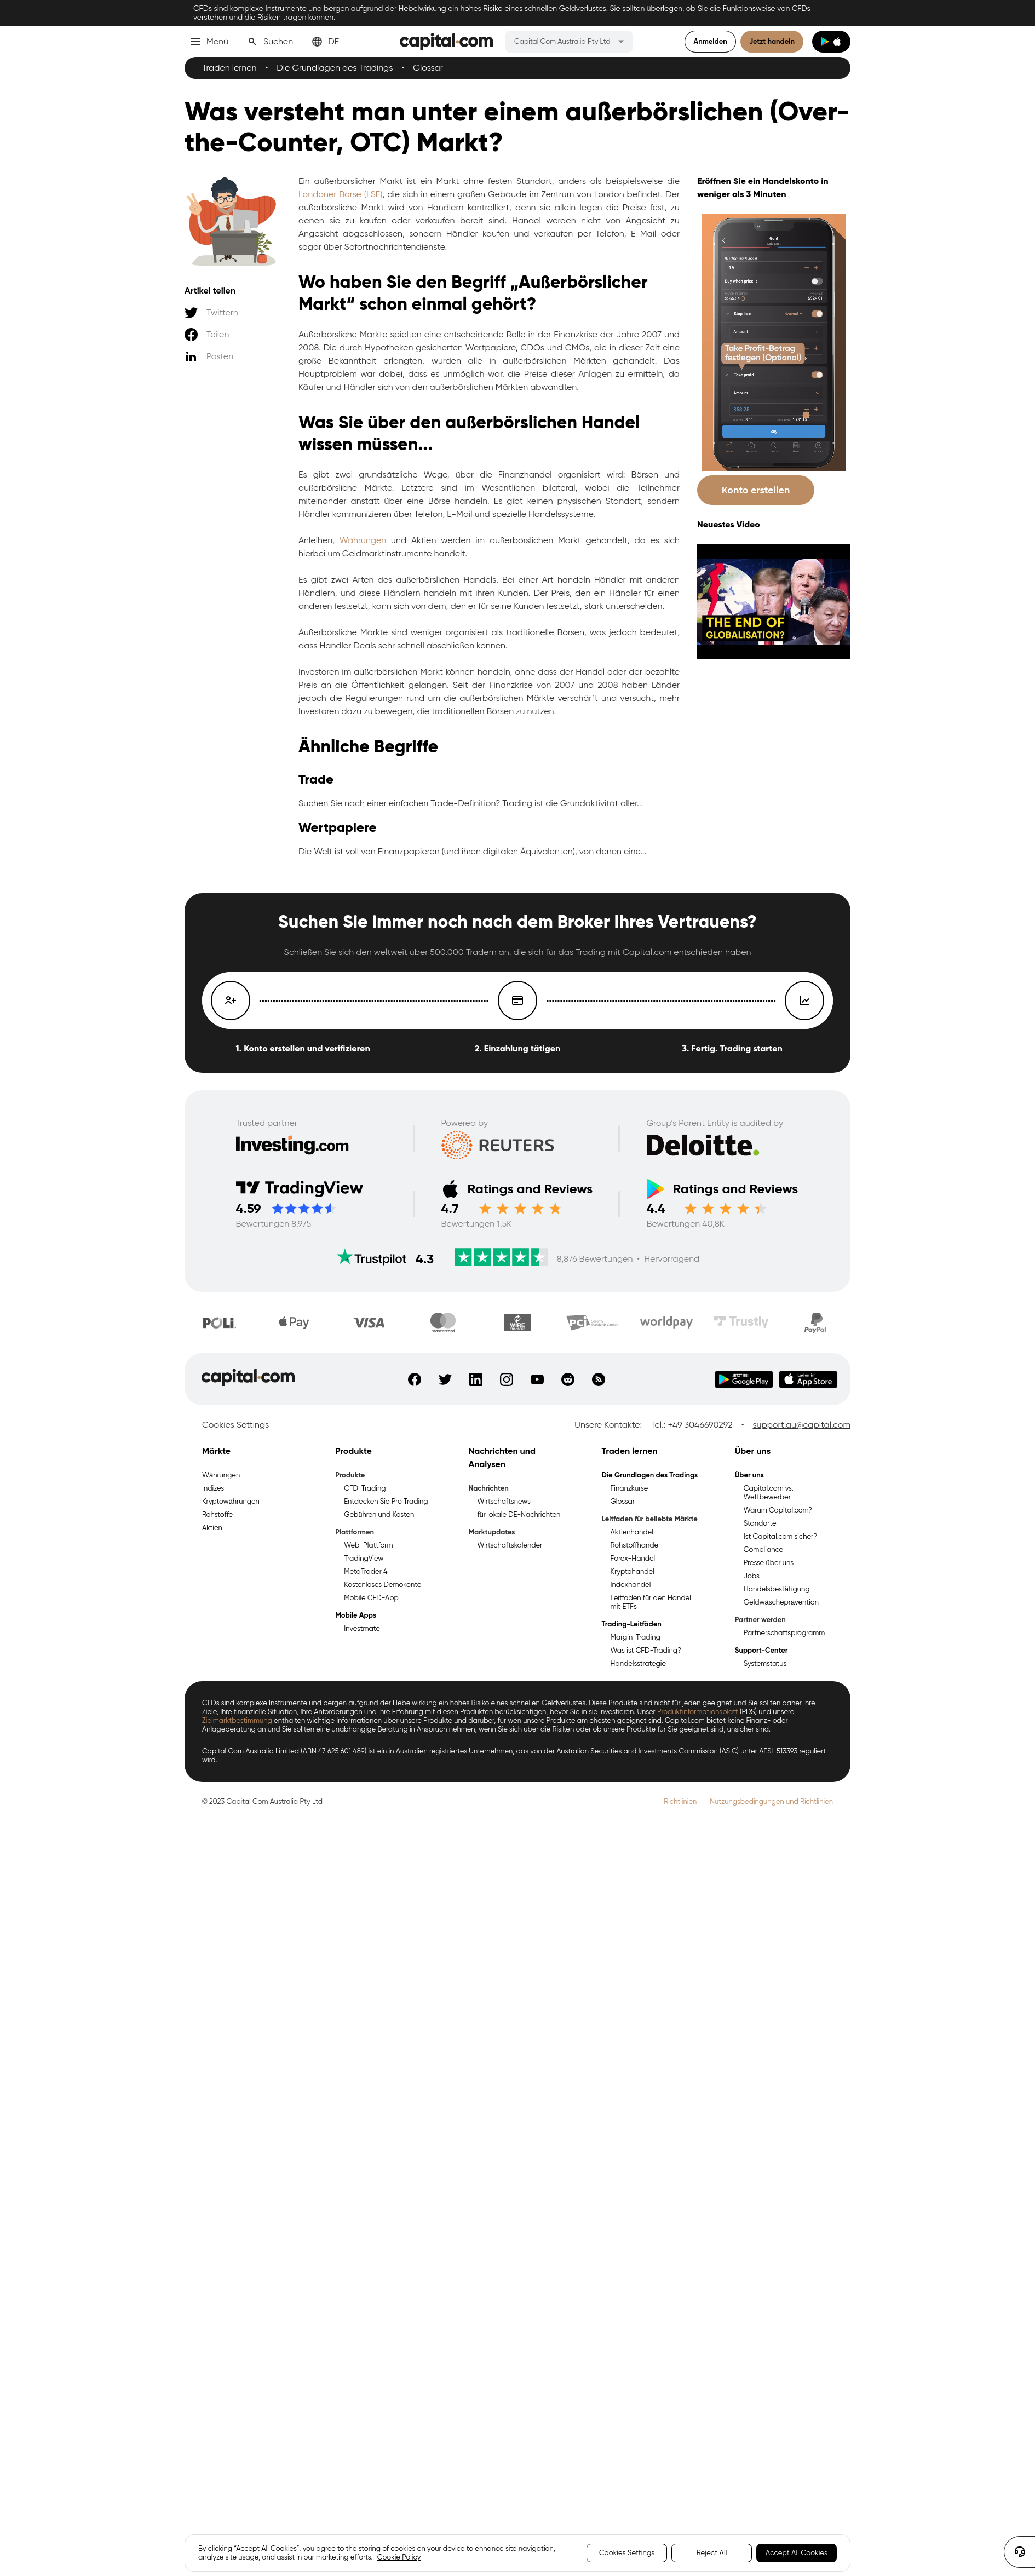 CFDs sind komplexe Instrumente und bergen aufgrund der Hebelwirkung ein hohes Risiko eines schnellen Geldverlustes. Sie sollten überlegen, ob Sie die Funktionsweise von CFDs
verstehen und die Risiken tragen können.
Menü
Suchen
DE
capital.com
Capital Com Australia Pty Ltd
Anmelden
Jetzt handeln
Traden lernen • Die Grundlagen des Tradings • Glossar
Was versteht man unter einem außerbörslichen (Over-
the-Counter, OTC) Markt?
Artikel teilen
Twittern
Teilen
Posten
Ein außerbörslicher Markt ist ein Markt ohne festen Standort, anders als beispielsweise die
Londoner Börse (LSE), die sich in einem großen Gebäude im Zentrum von London befindet. Der
außerbörsliche Markt wird von Händlern kontrolliert, denn sie allein legen die Preise fest, zu
denen sie zu kaufen oder verkaufen bereit sind. Handel werden nicht von Angesicht zu
Angesicht abgeschlossen, sondern Händler kaufen und verkaufen per Telefon, E-Mail oder
sogar über Sofortnachrichtendienste.
Wo haben Sie den Begriff „Außerbörslicher
Markt“ schon einmal gehört?
Außerbörsliche Märkte spielten eine entscheidende Rolle in der Finanzkrise der Jahre 2007 und
2008. Die durch Hypotheken gesicherten Wertpapiere, CDOs und CMOs, die in dieser Zeit eine
große Bekanntheit erlangten, wurden alle in außerbörslichen Märkten gehandelt. Das
Hauptproblem war dabei, dass es unmöglich war, die Preise dieser Anlagen zu ermitteln, da
Käufer und Händler sich von den außerbörslichen Märkten abwandten.
Was Sie über den außerbörslichen Handel
wissen müssen...
Es gibt zwei grundsätzliche Wege, über die Finanzhandel organisiert wird: Börsen und
außerbörsliche Märkte. Letztere sind im Wesentlichen bilateral, wobei die Teilnehmer
miteinander anstatt über eine Börse handeln. Es gibt keinen physischen Standort, sondern
Händler kommunizieren über Telefon, E-Mail und spezielle Handelssysteme.
Anleihen, Währungen und Aktien werden im außerbörslichen Markt gehandelt, da es sich
hierbei um Geldmarktinstrumente handelt.
Es gibt zwei Arten des außerbörslichen Handels. Bei einer Art handeln Händler mit anderen
Händlern, und diese Händlern handeln mit ihren Kunden. Der Preis, den ein Händler für einen
anderen festsetzt, kann sich von dem, den er für seine Kunden festsetzt, stark unterscheiden.
Außerbörsliche Märkte sind weniger organisiert als traditionelle Börsen, was jedoch bedeutet,
dass Händler Deals sehr schnell abschließen können.
Investoren im außerbörslichen Markt können handeln, ohne dass der Handel oder der bezahlte
Preis an die Öffentlichkeit gelangen. Seit der Finanzkrise von 2007 und 2008 haben Länder
jedoch die Regulierungen rund um die außerbörslichen Märkte verschärft und versucht, mehr
Investoren dazu zu bewegen, die traditionellen Börsen zu nutzen.
Ähnliche Begriffe
Trade
Suchen Sie nach einer einfachen Trade-Definition? Trading ist die Grundaktivität aller...
Wertpapiere
Die Welt ist voll von Finanzpapieren (und ihren digitalen Äquivalenten), von denen eine...
Eröffnen Sie ein Handelskonto in
weniger als 3 Minuten
Gold
15
Buy when price is
Stop loss
Normal
Amount
Take Profit-Betrag
festlegen (Optional)
Take profit
Amount
Buy
Konto erstellen
Neuestes Video
THE END OF
GLOBALISATION?
Suchen Sie immer noch nach dem Broker Ihres Vertrauens?
Schließen Sie sich den weltweit über 500.000 Tradern an, die sich für das Trading mit Capital.com entschieden haben
1. Konto erstellen und verifizieren
2. Einzahlung tätigen
3. Fertig. Trading starten
Trusted partner
Investing.com
Powered by
REUTERS
Group's Parent Entity is audited by
Deloitte.
TradingView
4.59
Bewertungen 8,975
Ratings and Reviews
4.7
Bewertungen 1,5K
Ratings and Reviews
4.4
Bewertungen 40,8K
Trustpilot 4.3
8,876 Bewertungen • Hervorragend
POLi
Pay
VISA
mastercard
WIRE
PCI
worldpay
Trustly
PayPal
capital.com
JETZT BEI
Google Play
Laden im
App Store
Cookies Settings
Unsere Kontakte: Tel.: +49 3046690292 • support.au@capital.com
Märkte
Währungen
Indizes
Kryptowährungen
Rohstoffe
Aktien
Produkte
Produkte
CFD-Trading
Entdecken Sie Pro Trading
Gebühren und Kosten
Plattformen
Web-Plattform
TradingView
MetaTrader 4
Kostenloses Demokonto
Mobile CFD-App
Mobile Apps
Investmate
Nachrichten und
Analysen
Nachrichten
Wirtschaftsnews
für lokale DE-Nachrichten
Marktupdates
Wirtschaftskalender
Traden lernen
Die Grundlagen des Tradings
Finanzkurse
Glossar
Leitfaden für beliebte Märkte
Aktienhandel
Rohstoffhandel
Forex-Handel
Kryptohandel
Indexhandel
Leitfaden für den Handel
mit ETFs
Trading-Leitfäden
Margin-Trading
Was ist CFD-Trading?
Handelsstrategie
Über uns
Über uns
Capital.com vs.
Wettbewerber
Warum Capital.com?
Standorte
Ist Capital.com sicher?
Compliance
Presse über uns
Jobs
Handelsbestätigung
Geldwäscheprävention
Partner werden
Partnerschaftsprogramm
Support-Center
Systemstatus
CFDs sind komplexe Instrumente und bergen aufgrund der Hebelwirkung ein hohes Risiko eines schnellen Geldverlustes. Diese Produkte sind nicht für jeden geeignet und Sie sollten daher Ihre
Ziele, Ihre finanzielle Situation, Ihre Anforderungen und Ihre Erfahrung mit diesen Produkten berücksichtigen, bevor Sie in sie investieren. Unser Produktinformationsblatt (PDS) und unsere
Zielmarktbestimmung enthalten wichtige Informationen über unsere Produkte und darüber, für wen unsere Produkte am ehesten geeignet sind. Capital.com bietet keine Finanz- oder
Anlageberatung an und Sie sollten eine unabhängige Beratung in Anspruch nehmen, wenn Sie sich über die Risiken oder ob unsere Produkte für Sie geeignet sind, unsicher sind.
Capital Com Australia Limited (ABN 47 625 601 489) ist ein in Australien registriertes Unternehmen, das von der Australian Securities and Investments Commission (ASIC) unter AFSL 513393 reguliert
wird.
© 2023 Capital Com Australia Pty Ltd
Richtlinien
Nutzungsbedingungen und Richtlinien
By clicking “Accept All Cookies”, you agree to the storing of cookies on your device to enhance site navigation,
analyze site usage, and assist in our marketing efforts. Cookie Policy
Cookies Settings
Reject All
Accept All Cookies